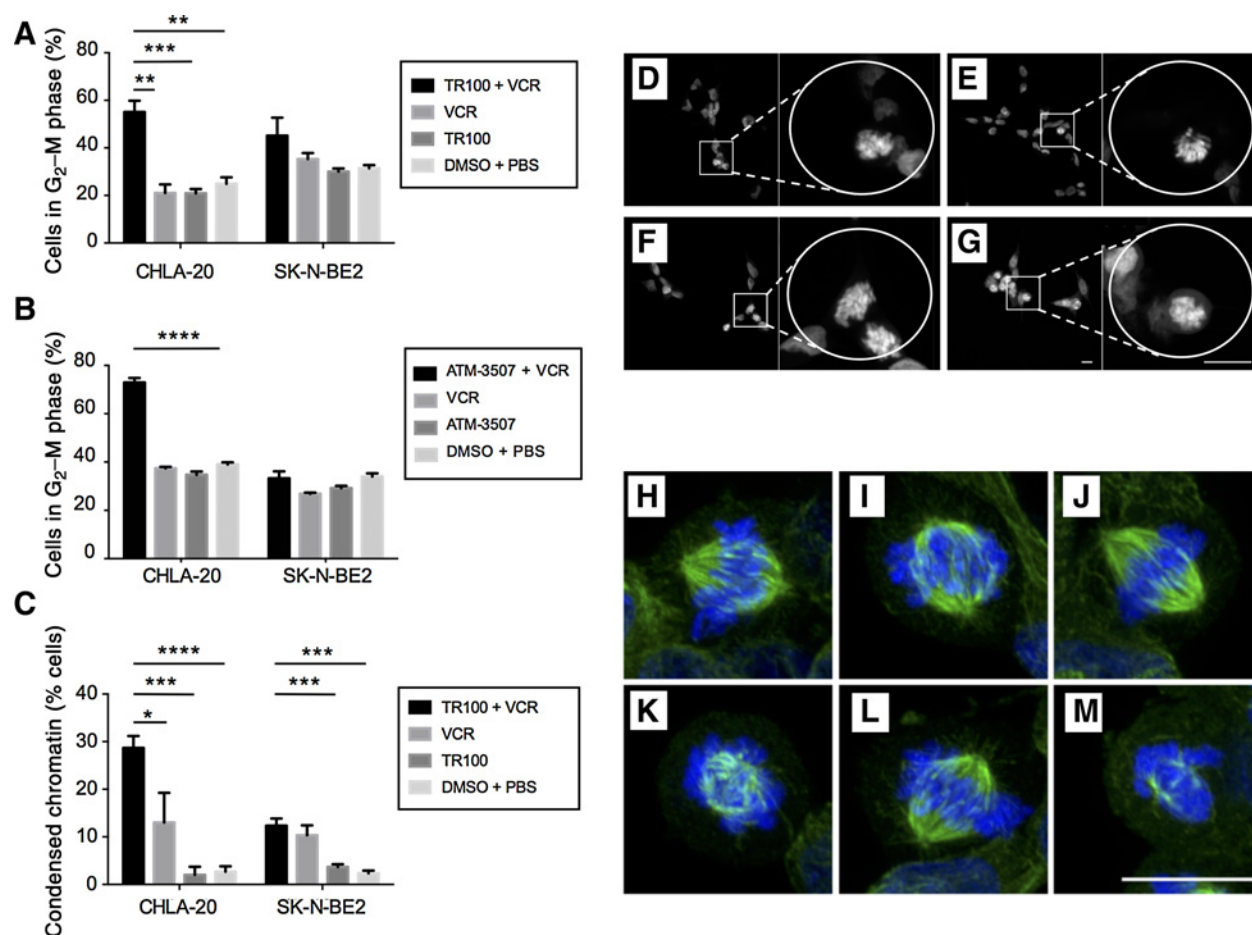 A
**
***
**
Cells in G₂–M phase (%)
80
60
40
20
0
CHLA-20
SK-N-BE2
TR100 + VCR
VCR
TR100
DMSO + PBS
B
****
Cells in G₂–M phase (%)
80
60
40
20
0
CHLA-20
SK-N-BE2
ATM-3507 + VCR
VCR
ATM-3507
DMSO + PBS
C
****
***
*
***
***
Condensed chromatin (% cells)
40
30
20
10
0
CHLA-20
SK-N-BE2
TR100 + VCR
VCR
TR100
DMSO + PBS
D
E
F
G
H
I
J
K
L
M